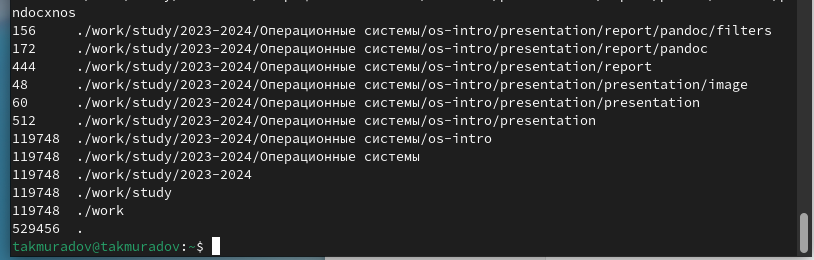 ndocxnos
156     ./work/study/2023-2024/Операционные системы/os-intro/presentation/report/pandoc/filters
172     ./work/study/2023-2024/Операционные системы/os-intro/presentation/report/pandoc
444     ./work/study/2023-2024/Операционные системы/os-intro/presentation/report
48      ./work/study/2023-2024/Операционные системы/os-intro/presentation/presentation/image
60      ./work/study/2023-2024/Операционные системы/os-intro/presentation/presentation
512     ./work/study/2023-2024/Операционные системы/os-intro/presentation
119748  ./work/study/2023-2024/Операционные системы/os-intro
119748  ./work/study/2023-2024/Операционные системы
119748  ./work/study/2023-2024
119748  ./work/study
119748  ./work
529456  .
takmuradov@takmuradov:~$